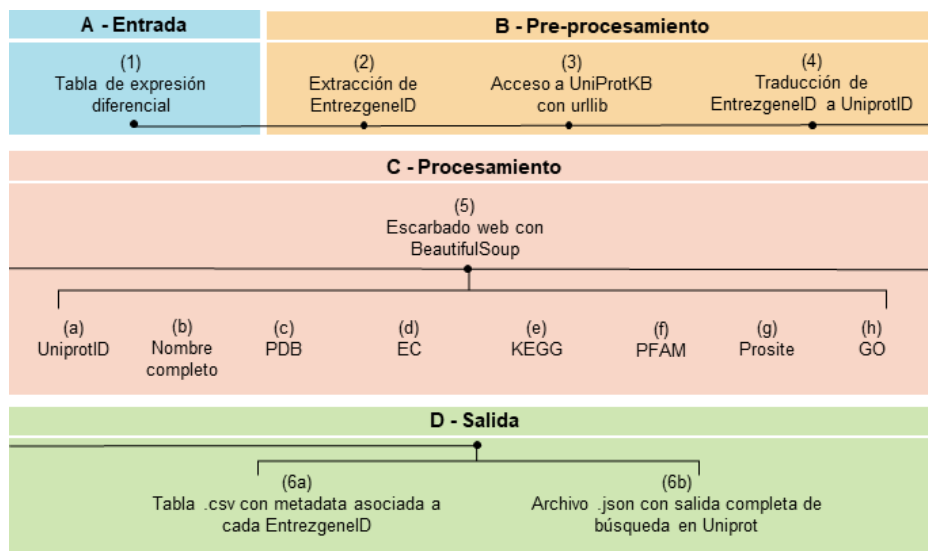 A - Entrada
B - Pre-procesamiento
(1)
Tabla de expresión
diferencial
(2)
Extracción de
EntrezgeneID
(3)
Acceso a UniProtKB
con urllib
(4)
Traducción de
EntrezgeneID a UniprotID
C - Procesamiento
(5)
Escarbado web con
BeautifulSoup
(a)
UniprotID
(b)
Nombre
completo
(c)
PDB
(d)
EC
(e)
KEGG
(f)
PFAM
(g)
Prosite
(h)
GO
D - Salida
(6a)
Tabla .csv con metadata asociada a
cada EntrezgeneID
(6b)
Archivo .json con salida completa de
búsqueda en Uniprot